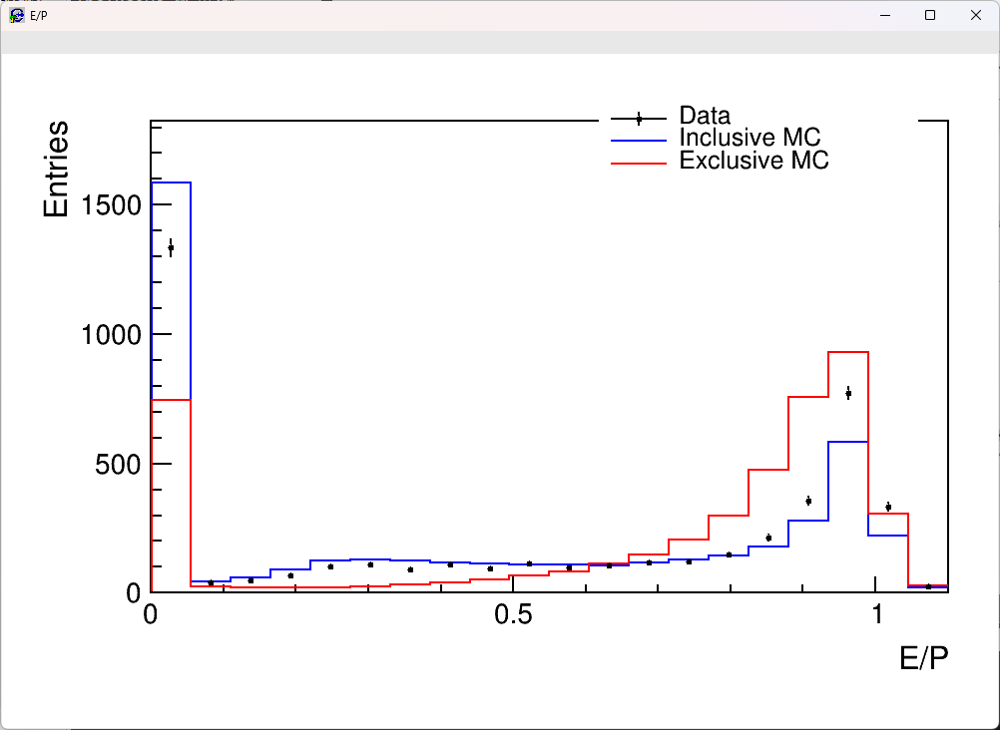 E/P
Data
Inclusive MC
Exclusive MC
Entries
1500
1000
500
0
0
0.5
1
E/P